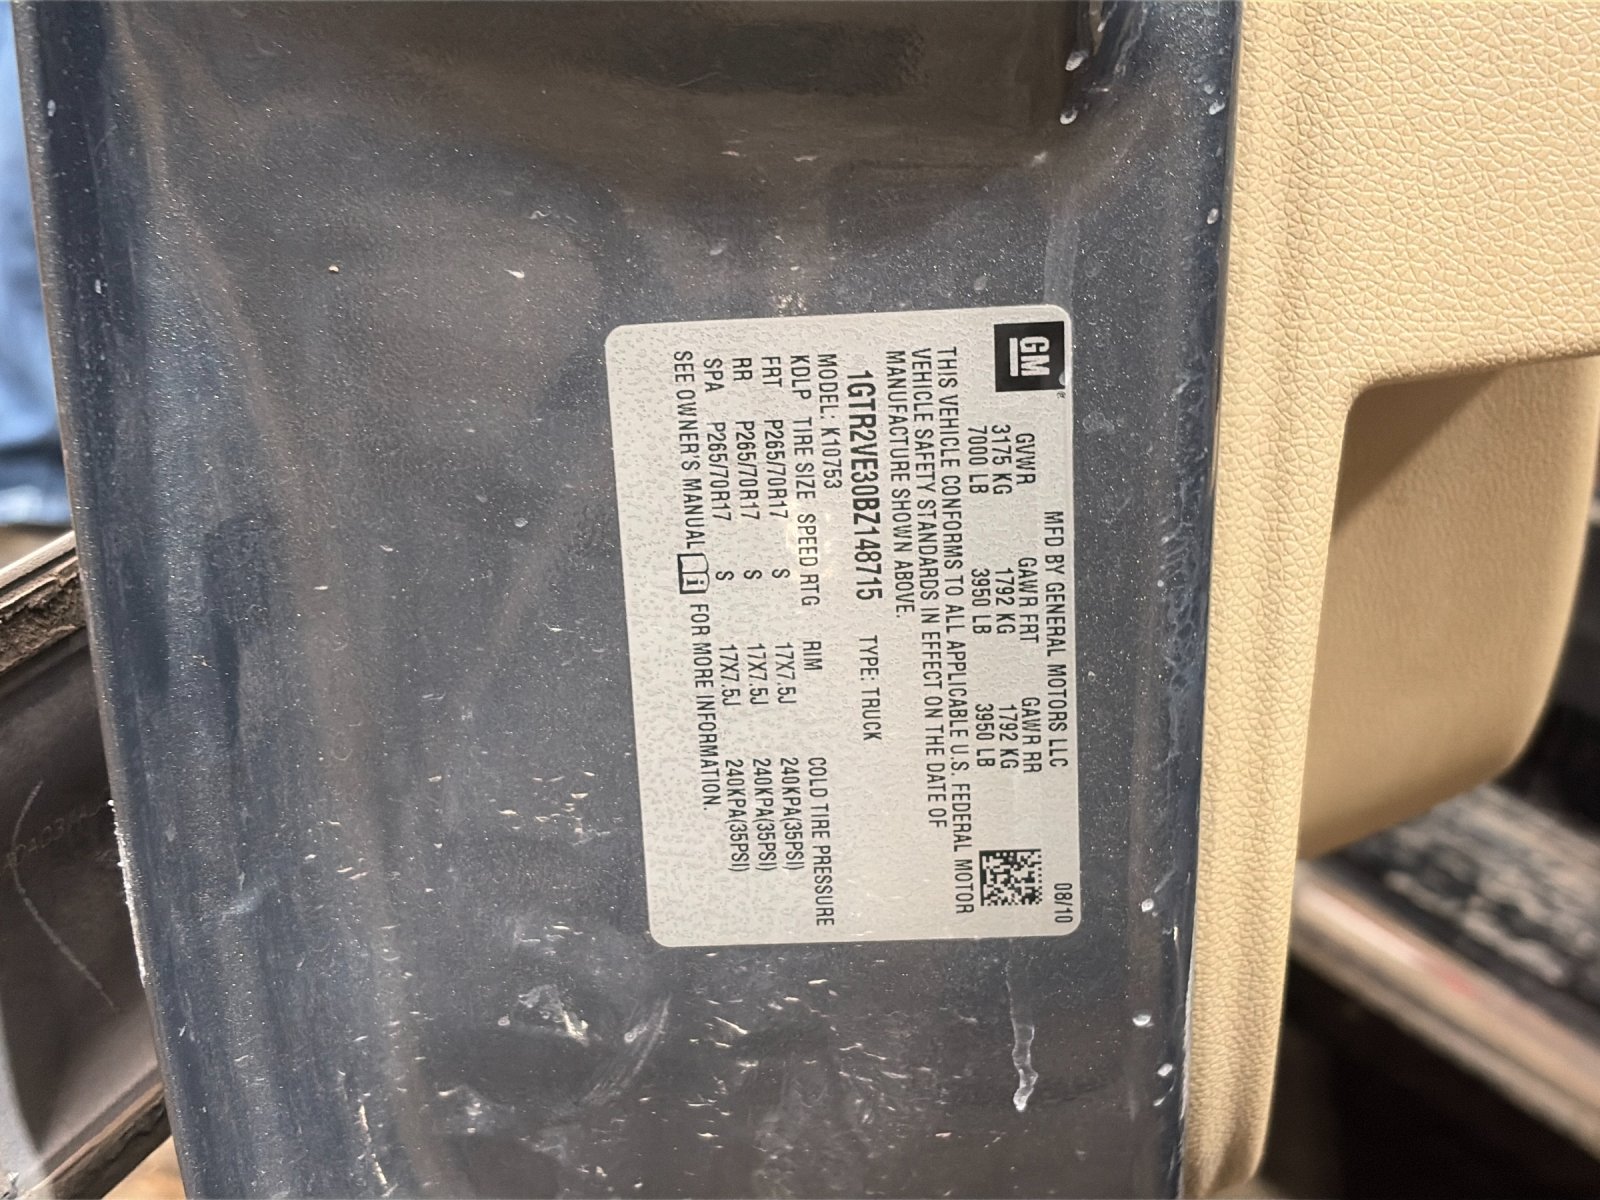 GM
MFD BY GENERAL MOTORS LLC 08/10
GVWR GAWR FRT GAWR RR
3175 KG 1792 KG 1792 KG
7000 LB 3950 LB 3950 LB
THIS VEHICLE CONFORMS TO ALL APPLICABLE U.S. FEDERAL MOTOR
VEHICLE SAFETY STANDARDS IN EFFECT ON THE DATE OF
MANUFACTURE SHOWN ABOVE.
1GTR2VE30BZ148715 TYPE: TRUCK
MODEL: K10753
KDLP TIRE SIZE SPEED RTG RIM COLD TIRE PRESSURE
FRT P265/70R17 S 17X7.5J 240KPA(35PSI)
RR P265/70R17 S 17X7.5J 240KPA(35PSI)
SPA P265/70R17 S 17X7.5J 240KPA(35PSI)
SEE OWNER'S MANUAL i FOR MORE INFORMATION.